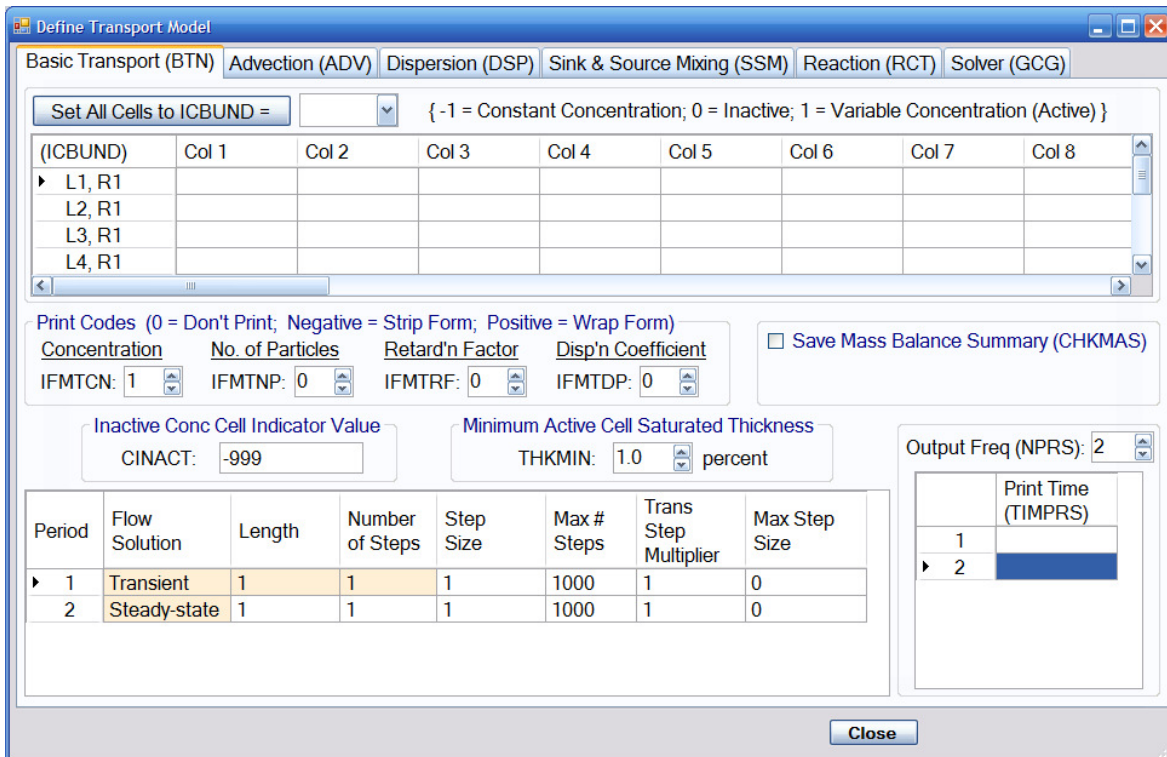 Define Transport Model
Basic Transport (BTN) Advection (ADV) Dispersion (DSP) Sink & Source Mixing (SSM) Reaction (RCT) Solver (GCG)
Set All Cells to ICBUND = { -1 = Constant Concentration; 0 = Inactive; 1 = Variable Concentration (Active) }
(ICBUND) Col 1 Col 2 Col 3 Col 4 Col 5 Col 6 Col 7 Col 8
L1, R1
L2, R1
L3, R1
L4, R1
Print Codes (0 = Don't Print; Negative = Strip Form; Positive = Wrap Form)
Concentration No. of Particles Retard'n Factor Disp'n Coefficient
IFMTCN: 1 IFMTNP: 0 IFMTRF: 0 IFMTDP: 0
Save Mass Balance Summary (CHKMAS)
Inactive Conc Cell Indicator Value
CINACT: -999
Minimum Active Cell Saturated Thickness
THKMIN: 1.0 percent
Period Flow Solution Length Number of Steps Step Size Max # Steps Trans Step Multiplier Max Step Size
1 Transient 1 1 1 1000 1 0
2 Steady-state 1 1 1 1000 1 0
Output Freq (NPRS): 2
Print Time
(TIMPRS)
1
2
Close